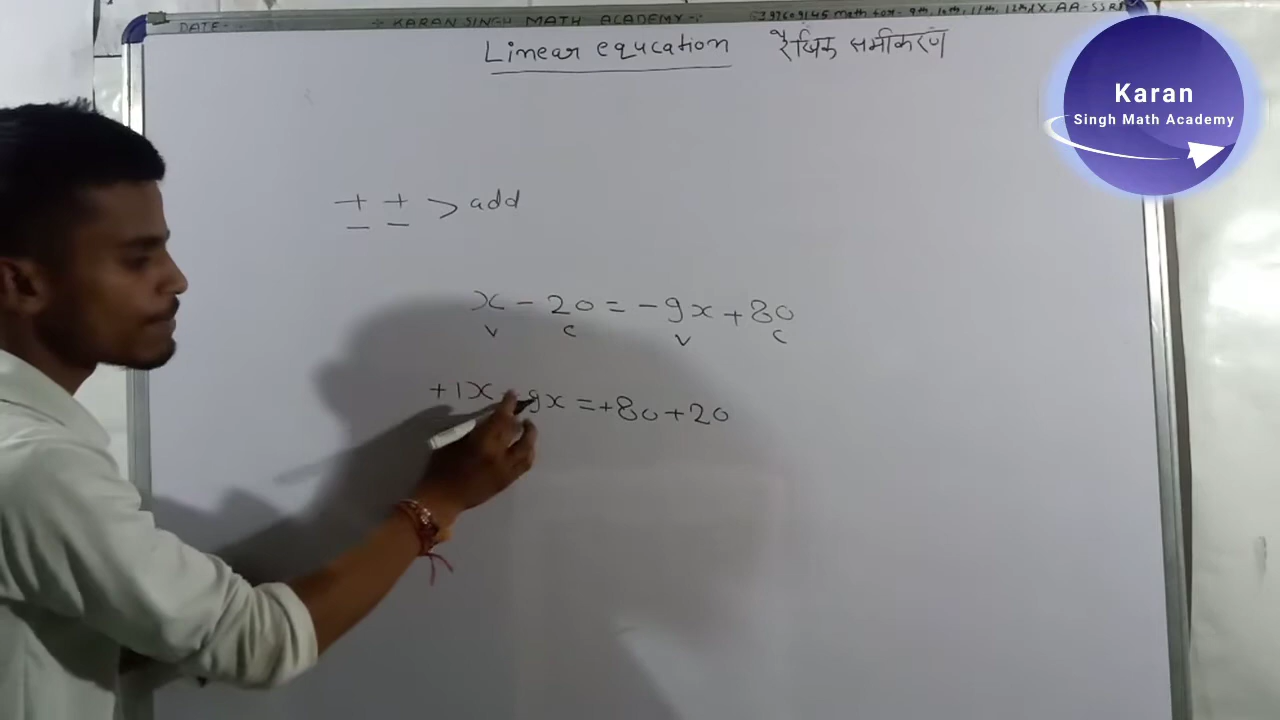 DATE:-
KARAN SINGH MATH ACADEMY
Linear equcation रैखिक समीकरण
Karan
Singh Math Academy
+ + > add
- -
x - 20 = -9x + 80
v c v c
+1x 9x = +80 + 20